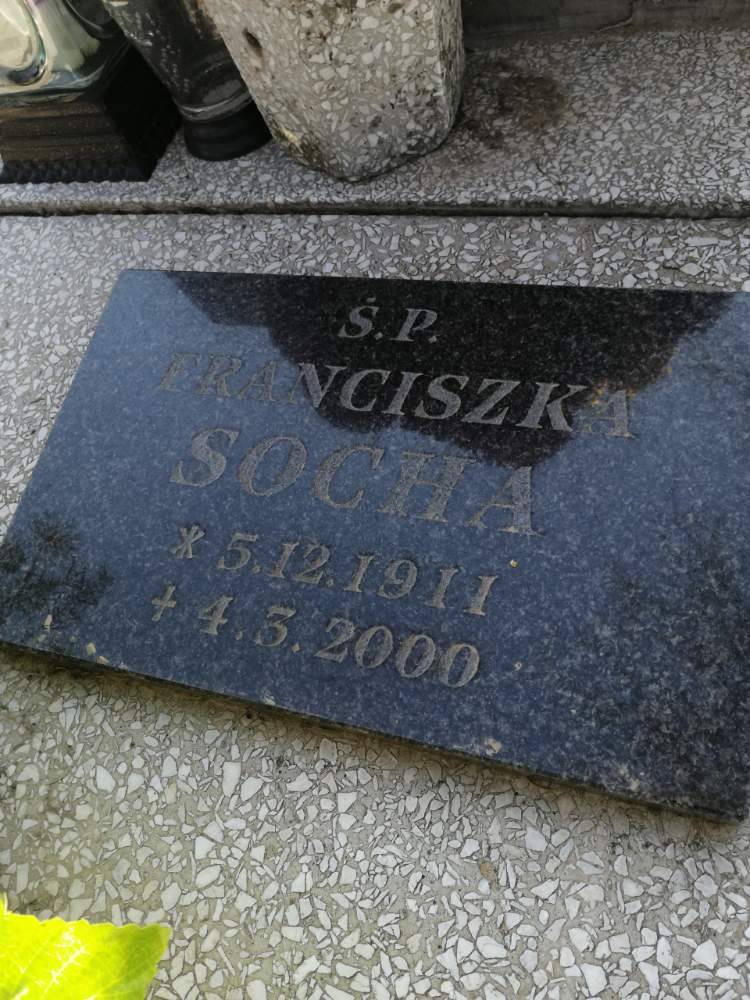 Ś.P.
FRANCISZKA
SOCHA
* 5.12.1911
+ 4.3.2000